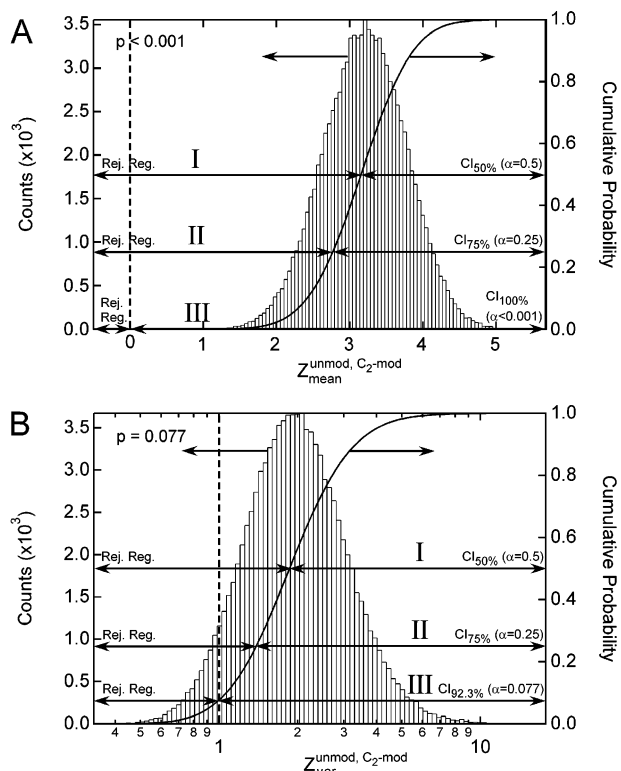 A
p < 0.001
Counts (x10³)
3.5
3.0
2.5
2.0
1.5
1.0
0.5
0.0
Rej. Reg. I CI50% (α=0.5)
Rej. Reg. II CI75% (α=0.25)
Rej. Reg. III CI100% (α<0.001)
1.0
0.8
0.6
0.4
0.2
0.0
Cumulative Probability
0 1 2 3 4 5
Zmean unmod, C2-mod
B
p = 0.077
Counts (x10³)
3.5
3.0
2.5
2.0
1.5
1.0
0.5
0.0
Rej. Reg. I CI50% (α=0.5)
Rej. Reg. II CI75% (α=0.25)
Rej. Reg. III CI92.3% (α=0.077)
1.0
0.8
0.6
0.4
0.2
0.0
Cumulative Probability
4 5 6 7 8 9 1 2 3 4 5 6 7 8 9 10
Zvar unmod, C2-mod